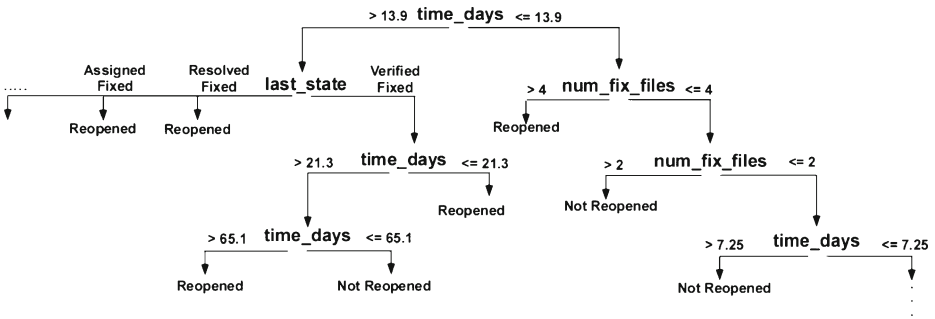 > 13.9 time_days <= 13.9
Assigned Fixed
Resolved Fixed
last_state
Verified Fixed
> 4 num_fix_files <= 4
.....
Reopened
Reopened
Reopened
> 21.3 time_days <= 21.3
> 2 num_fix_files <= 2
Reopened
Not Reopened
> 65.1 time_days <= 65.1
> 7.25 time_days <= 7.25
Reopened
Not Reopened
Not Reopened
.
.
.